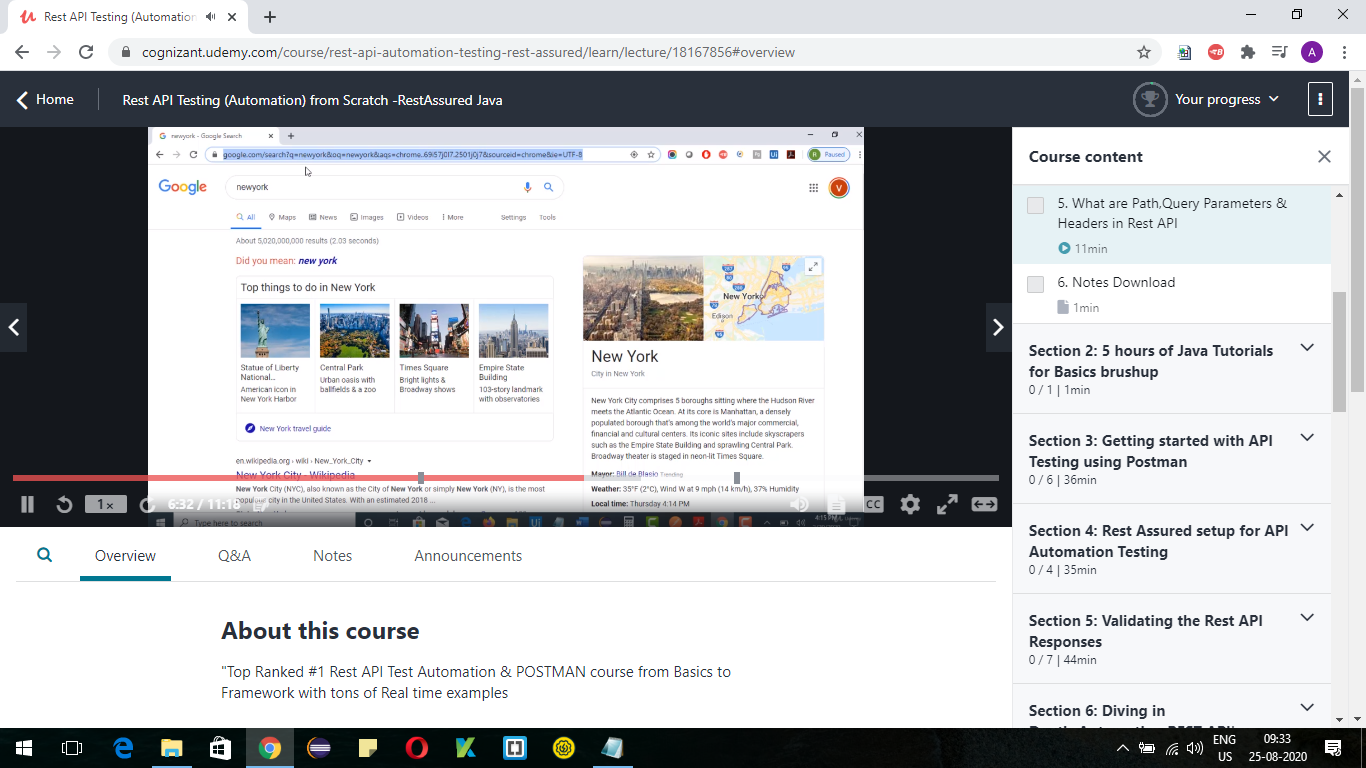 Rest API Testing (Automation
cognizant.udemy.com/course/rest-api-automation-testing-rest-assured/learn/lecture/18167856#overview
A
Home
Rest API Testing (Automation) from Scratch -RestAssured Java
Your progress
newyork - Google Search
google.com/search?q=newyork&oq=newyork&aqs=chrome..69i57j0l7.2501j0j7&sourceid=chrome&ie=UTF-8
R Paused
Google
newyork
V
All Maps News Images Videos More Settings Tools
About 5,020,000,000 results (2.03 seconds)
Did you mean: new york
Top things to do in New York
Statue of Liberty
National...
American icon in
New York Harbor
Central Park
Urban oasis with
ballfields & a zoo
Times Square
Bright lights &
Broadway shows
Empire State
Building
103-story landmark
with observatories
New York travel guide
en.wikipedia.org › wiki › New_York_City
New York City - Wikipedia
New York City (NYC), also known as the City of New York or simply New York (NY), is the most
populous city in the United States. With an estimated 2018 ...
New York
Edison
New York
City in New York
New York City comprises 5 boroughs sitting where the Hudson River
meets the Atlantic Ocean. At its core is Manhattan, a densely
populated borough that's among the world's major commercial,
financial and cultural centers. Its iconic sites include skyscrapers
such as the Empire State Building and sprawling Central Park.
Broadway theater is staged in neon-lit Times Square.
Mayor: Bill de Blasio Trending
Weather: 35°F (2°C), Wind W at 9 mph (14 km/h), 37% Humidity
Local time: Thursday 4:14 PM
1x
6:32 / 11:18
CC
Type here to search
4:15 PM
Course content
5. What are Path,Query Parameters &
Headers in Rest API
11min
6. Notes Download
1min
Section 2: 5 hours of Java Tutorials
for Basics brushup
0 / 1 | 1min
Section 3: Getting started with API
Testing using Postman
0 / 6 | 36min
Section 4: Rest Assured setup for API
Automation Testing
0 / 4 | 35min
Section 5: Validating the Rest API
Responses
0 / 7 | 44min
Section 6: Diving in
Overview
Q&A
Notes
Announcements
About this course
"Top Ranked #1 Rest API Test Automation & POSTMAN course from Basics to
Framework with tons of Real time examples
ENG
US
09:33
25-08-2020